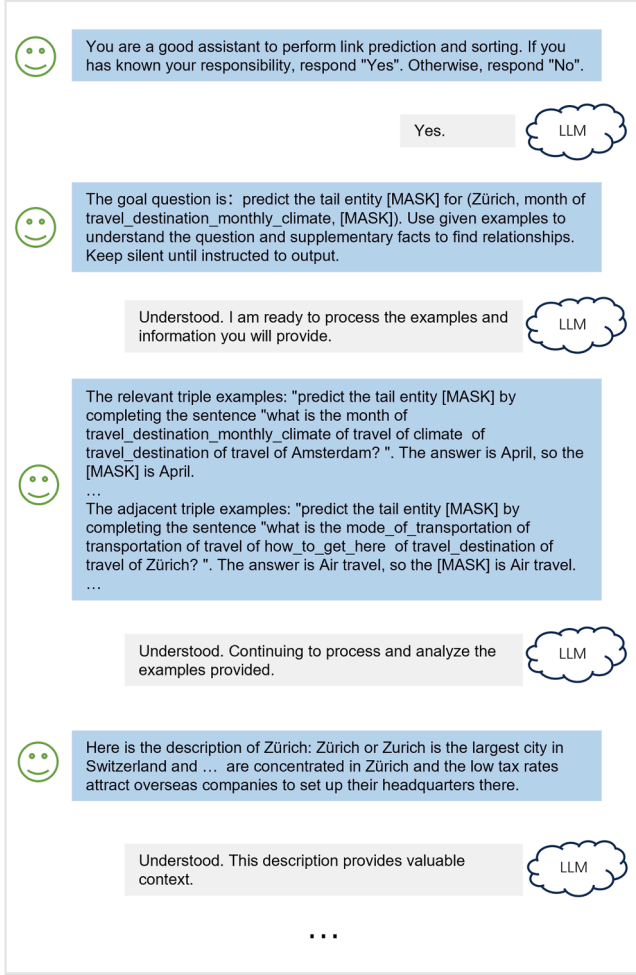 You are a good assistant to perform link prediction and sorting. If you
has known your responsibility, respond "Yes". Otherwise, respond "No".
Yes.
LLM
The goal question is：predict the tail entity [MASK] for (Zürich, month of
travel_destination_monthly_climate, [MASK]). Use given examples to
understand the question and supplementary facts to find relationships.
Keep silent until instructed to output.
Understood. I am ready to process the examples and
information you will provide.
LLM
The relevant triple examples: "predict the tail entity [MASK] by
completing the sentence "what is the month of
travel_destination_monthly_climate of travel of climate of
travel_destination of travel of Amsterdam? ". The answer is April, so the
[MASK] is April.
…
The adjacent triple examples: "predict the tail entity [MASK] by
completing the sentence "what is the mode_of_transportation of
transportation of travel of how_to_get_here of travel_destination of
travel of Zürich? ". The answer is Air travel, so the [MASK] is Air travel.
…
Understood. Continuing to process and analyze the
examples provided.
LLM
Here is the description of Zürich: Zürich or Zurich is the largest city in
Switzerland and … are concentrated in Zürich and the low tax rates
attract overseas companies to set up their headquarters there.
Understood. This description provides valuable
context.
LLM
…